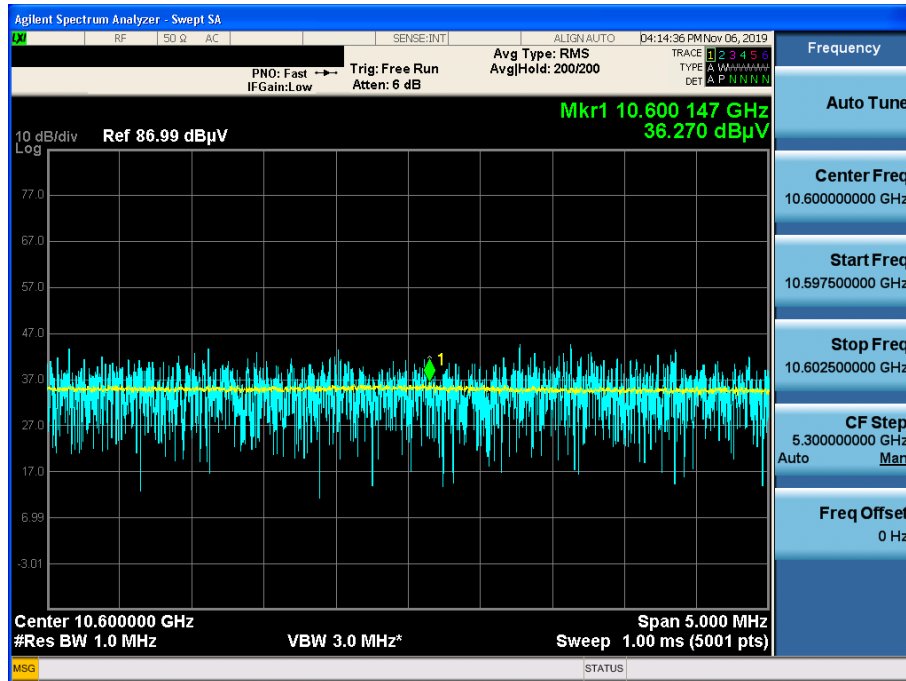 Agilent Spectrum Analyzer - Swept SA
LXI RF 50 Ω AC SENSE:INT ALIGN AUTO 04:14:36 PM Nov 06, 2019
PNO: Fast Trig: Free Run Avg Type: RMS TRACE 1 2 3 4 5 6
IFGain:Low Atten: 6 dB Avg|Hold: 200/200 TYPE A WWWWW
DET A P N N N N
Mkr1 10.600 147 GHz
36.270 dBµV
10 dB/div Ref 86.99 dBµV
Log
77.0
67.0
57.0
47.0
1
37.0
27.0
17.0
6.99
-3.01
Center 10.600000 GHz Span 5.000 MHz
#Res BW 1.0 MHz VBW 3.0 MHz* Sweep 1.00 ms (5001 pts)
MSG STATUS
Frequency
Auto Tune
Center Freq
10.600000000 GHz
Start Freq
10.597500000 GHz
Stop Freq
10.602500000 GHz
CF Step
5.300000000 GHz
Auto Man
Freq Offset
0 Hz